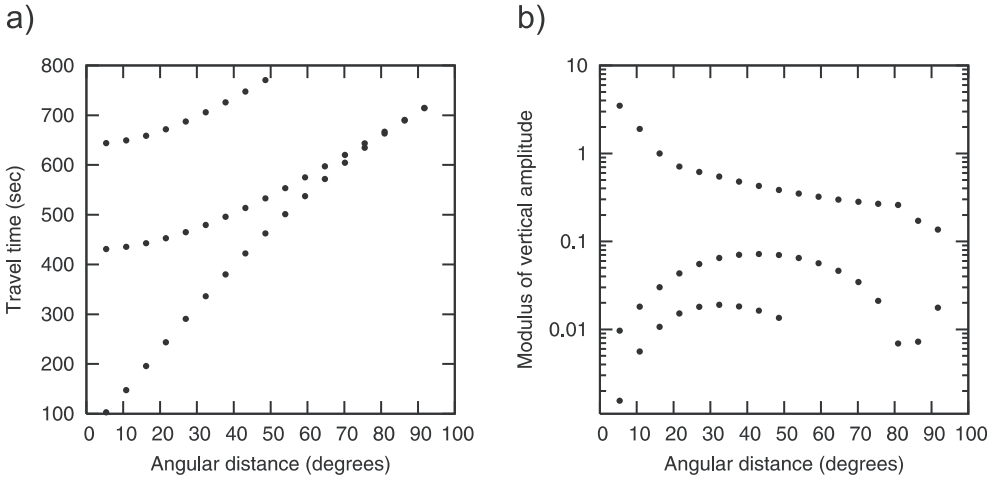 a)
800
700
600
500
400
300
200
100
0 10 20 30 40 50 60 70 80 90 100
Travel time (sec)
Angular distance (degrees)
b)
10
1
0.1
0.01
0 10 20 30 40 50 60 70 80 90 100
Modulus of vertical amplitude
Angular distance (degrees)